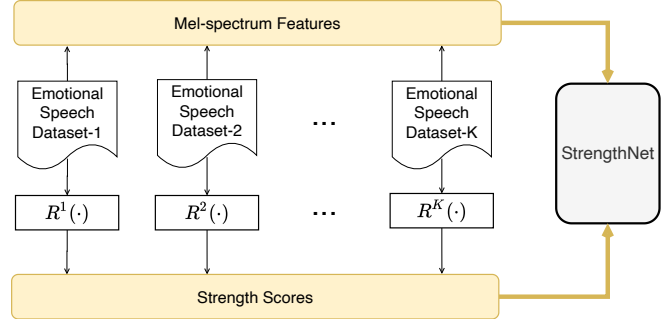 Mel-spectrum Features
Emotional
Speech
Dataset-1
Emotional
Speech
Dataset-2
...
Emotional
Speech
Dataset-K
StrengthNet
R¹(·)
R²(·)
...
Rᴷ(·)
Strength Scores